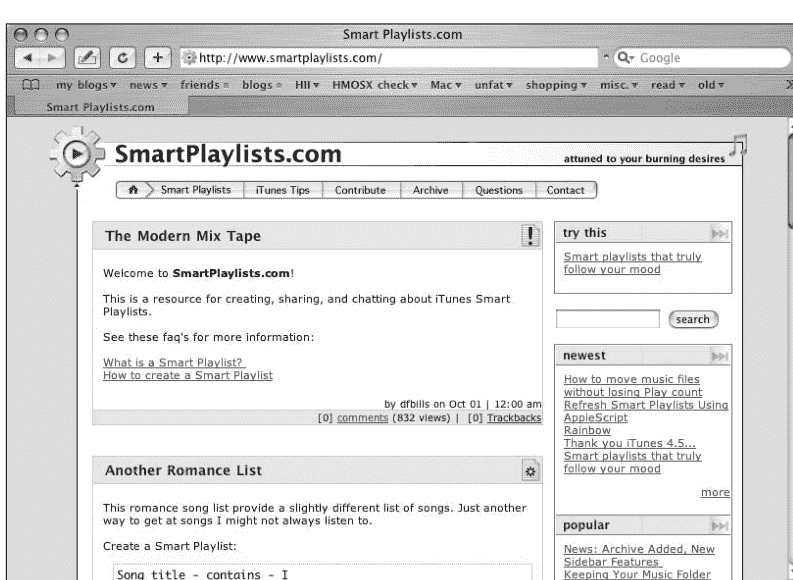 Smart Playlists.com
http://www.smartplaylists.com/
Google
my blogs news friends blogs HII HMOSX check Mac unfat shopping misc. read old
Smart Playlists.com
SmartPlaylists.com
attuned to your burning desires
Smart Playlists iTunes Tips Contribute Archive Questions Contact
The Modern Mix Tape
Welcome to SmartPlaylists.com!
This is a resource for creating, sharing, and chatting about iTunes Smart
Playlists.
See these faq's for more information:
What is a Smart Playlist?
How to create a Smart Playlist
by dfbills on Oct 01 | 12:00 am
[0] comments (832 views) | [0] Trackbacks
Another Romance List
This romance song list provide a slightly different list of songs. Just another
way to get at songs I might not always listen to.
Create a Smart Playlist:
Song title - contains - I
try this
Smart playlists that truly
follow your mood
search
newest
How to move music files
without losing Play count
Refresh Smart Playlists Using
AppleScript
Rainbow
Thank you iTunes 4.5...
Smart playlists that truly
follow your mood
more
popular
News: Archive Added, New
Sidebar Features
Keeping Your Music Folder